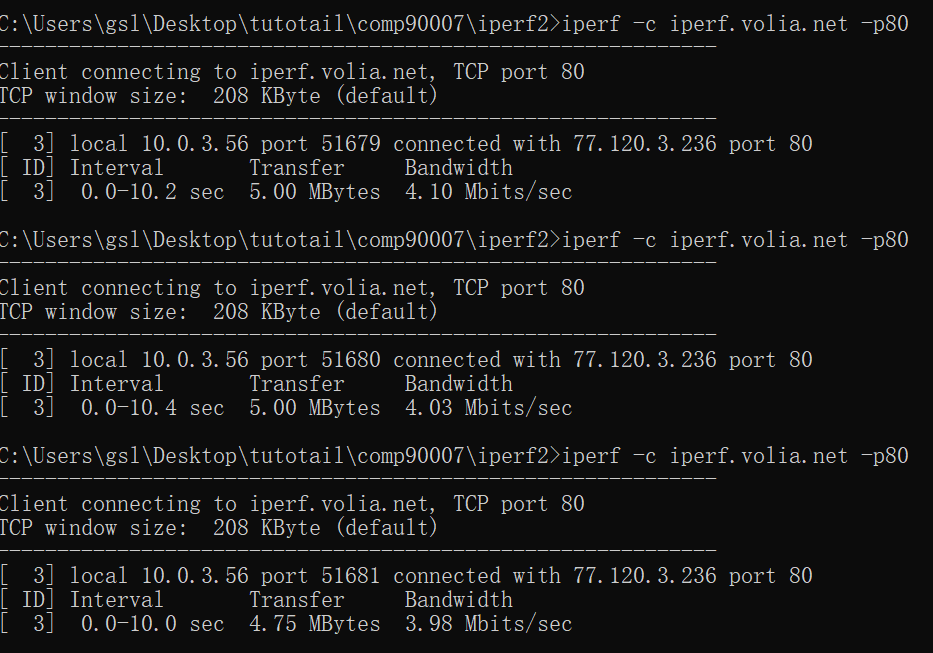 C:\Users\gsl\Desktop\tutotail\comp90007\iperf2>iperf -c iperf.volia.net -p80
------------------------------------------------------------
Client connecting to iperf.volia.net, TCP port 80
TCP window size:  208 KByte (default)
------------------------------------------------------------
[  3] local 10.0.3.56 port 51679 connected with 77.120.3.236 port 80
[ ID] Interval       Transfer     Bandwidth
[  3]  0.0-10.2 sec  5.00 MBytes  4.10 Mbits/sec
C:\Users\gsl\Desktop\tutotail\comp90007\iperf2>iperf -c iperf.volia.net -p80
------------------------------------------------------------
Client connecting to iperf.volia.net, TCP port 80
TCP window size:  208 KByte (default)
------------------------------------------------------------
[  3] local 10.0.3.56 port 51680 connected with 77.120.3.236 port 80
[ ID] Interval       Transfer     Bandwidth
[  3]  0.0-10.4 sec  5.00 MBytes  4.03 Mbits/sec
C:\Users\gsl\Desktop\tutotail\comp90007\iperf2>iperf -c iperf.volia.net -p80
------------------------------------------------------------
Client connecting to iperf.volia.net, TCP port 80
TCP window size:  208 KByte (default)
------------------------------------------------------------
[  3] local 10.0.3.56 port 51681 connected with 77.120.3.236 port 80
[ ID] Interval       Transfer     Bandwidth
[  3]  0.0-10.0 sec  4.75 MBytes  3.98 Mbits/sec